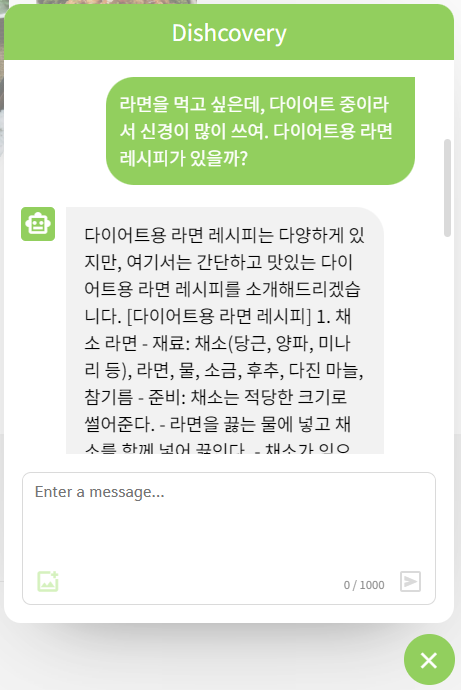 Dishcovery
라면을 먹고 싶은데, 다이어트 중이라
서 신경이 많이 쓰여. 다이어트용 라면
레시피가 있을까?
다이어트용 라면 레시피는 다양하게 있
지만, 여기서는 간단하고 맛있는 다이
어트용 라면 레시피를 소개해드리겠습
니다. [다이어트용 라면 레시피] 1. 채
소 라면 - 재료: 채소(당근, 양파, 미나
리 등), 라면, 물, 소금, 후추, 다진 마늘,
참기름 - 준비: 채소는 적당한 크기로
썰어준다. - 라면을 끓는 물에 넣고 채
소를 함께 넣어 끓인다. - 채소가 익으
Enter a message...
0 / 1000